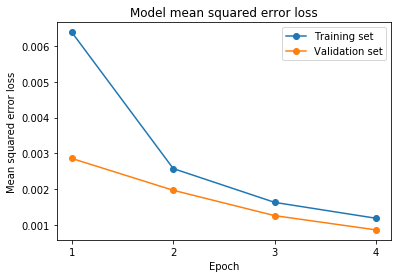 Model mean squared error loss
Training set
Validation set
0.006
0.005
0.004
0.003
0.002
0.001
Mean squared error loss
1
2
3
4
Epoch